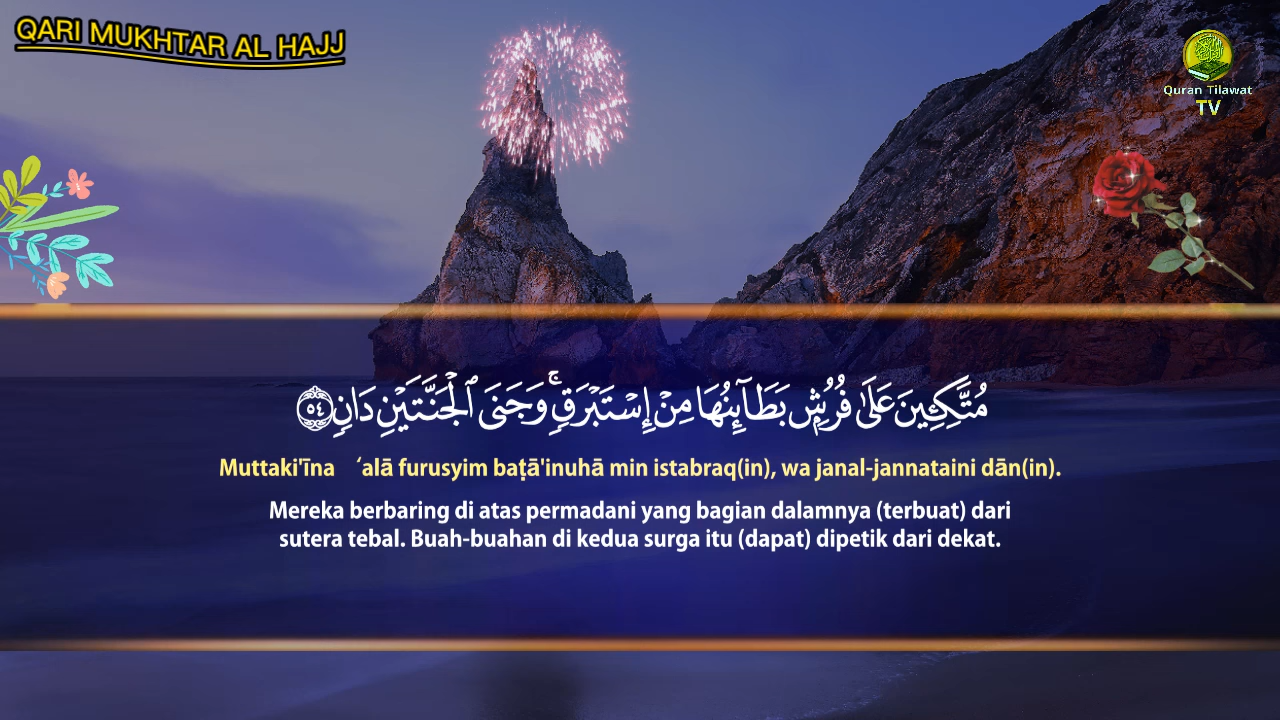 QARI MUKHTAR AL HAJJ
Quran Tilawat
TV
مُتَّكِـِٕينَ عَلَىٰ فُرُشٍۭ بَطَاۤىِٕنُهَا مِنْ إِسْتَبْرَقٍۚ وَجَنَى ٱلْجَنَّتَيْنِ دَانٍ ٥٤
Muttaki'īna ‘alā furusyim baṭā'inuhā min istabraq(in), wa janal-jannataini dān(in).
Mereka berbaring di atas permadani yang bagian dalamnya (terbuat) dari
sutera tebal. Buah-buahan di kedua surga itu (dapat) dipetik dari dekat.